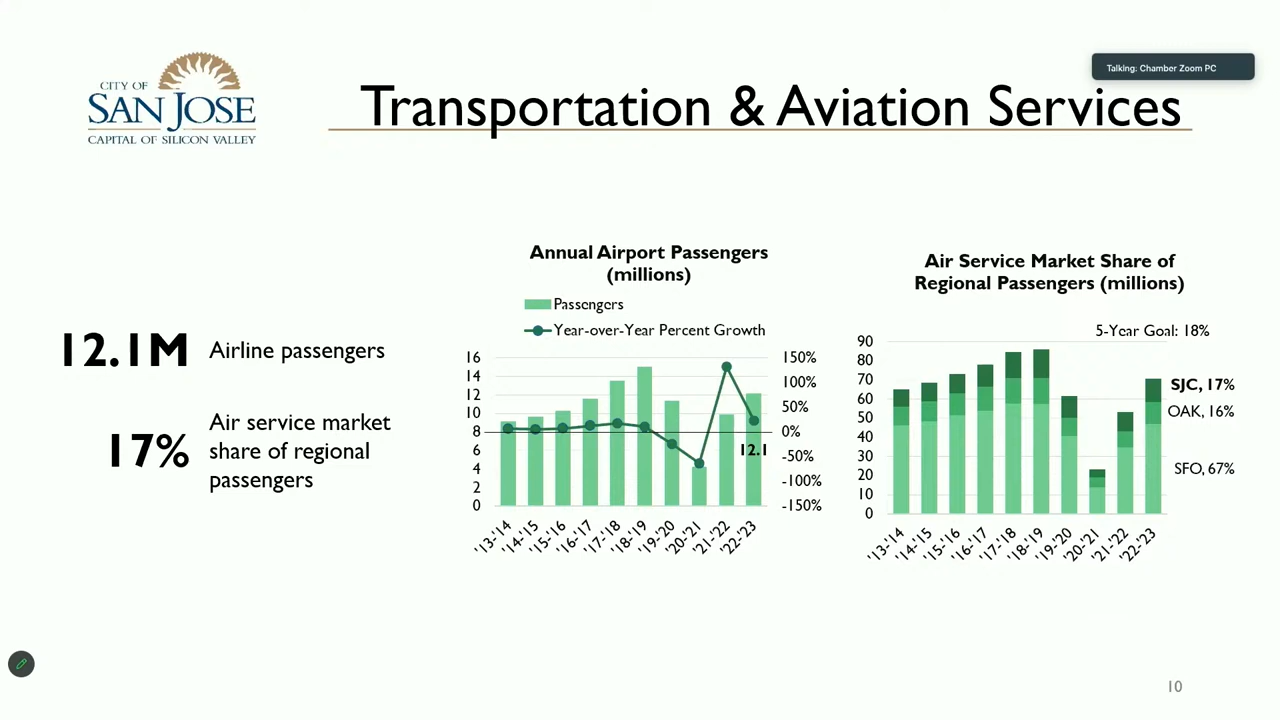 CITY OF
SAN JOSE
CAPITAL OF SILICON VALLEY
Talking: Chamber Zoom PC
Transportation & Aviation Services
12.1M Airline passengers
17% Air service market
share of regional
passengers
Annual Airport Passengers
(millions)
Passengers
Year-over-Year Percent Growth
16
14
12
10
8
6
4
2
0
150%
100%
50%
0%
-50%
-100%
-150%
12.1
'13-'14
'14-'15
'15-'16
'16-'17
'17-'18
'18-'19
'19-'20
'20-'21
'21-'22
'22-'23
Air Service Market Share of
Regional Passengers (millions)
5-Year Goal: 18%
90
80
70
60
50
40
30
20
10
0
SJC, 17%
OAK, 16%
SFO, 67%
'13-'14
'14-'15
'15-'16
'16-'17
'17-'18
'18-'19
'19-'20
'20-'21
'21-'22
'22-'23
10